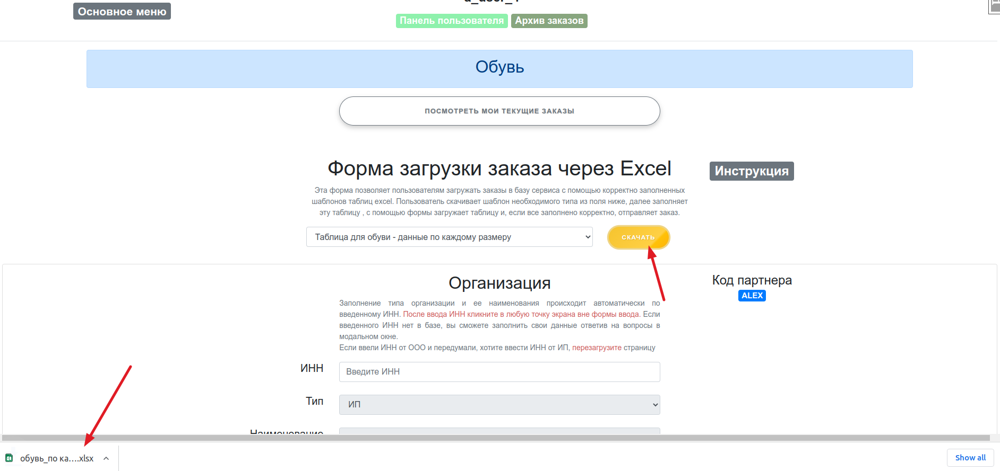 Основное меню
Панель пользователя Архив заказов
Обувь
ПОСМОТРЕТЬ МОИ ТЕКУЩИЕ ЗАКАЗЫ
Форма загрузки заказа через Excel
Инструкция
Эта форма позволяет пользователям загружать заказы в базу сервиса с помощью корректно заполненных
шаблонов таблиц excel. Пользователь скачивает шаблон необходимого типа из поля ниже, далее заполняет
эту таблицу , с помощью формы загружает таблицу и, если все заполнено корректно, отправляет заказ.
Таблица для обуви - данные по каждому размеру
СКАЧАТЬ
Организация
Код партнера
ALEX
Заполнение типа организации и ее наименования происходит автоматически по
введенному ИНН. После ввода ИНН кликните в любую точку экрана вне формы ввода. Если
введенного ИНН нет в базе, вы сможете заполнить свои данные ответив на вопросы в
модальном окне.
Если ввели ИНН от ООО и передумали, хотите ввести ИНН от ИП, перезагрузите страницу
ИНН
Введите ИНН
Тип
ИП
Наименование
обувь_по ка....xlsx
Show all